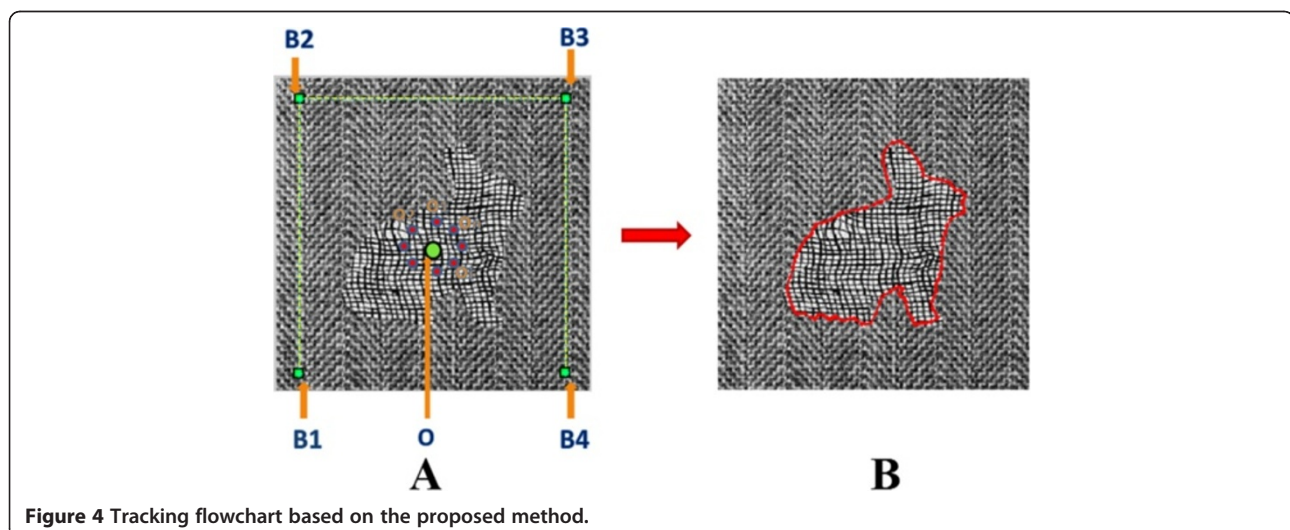 B2 B3
B1 O B4
A B
Figure 4 Tracking flowchart based on the proposed method.